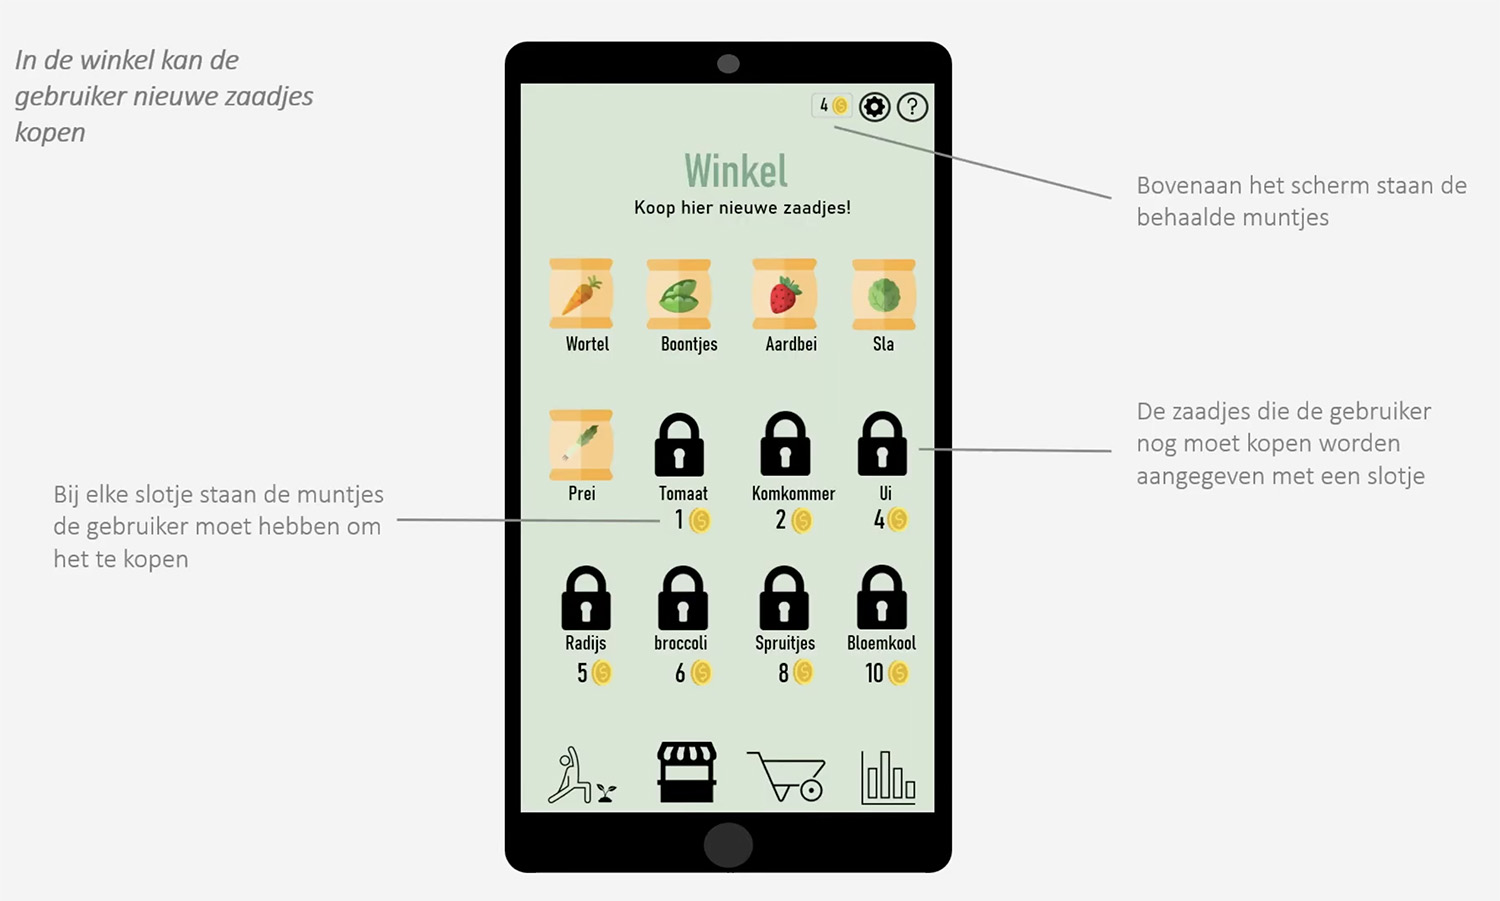 In de winkel kan de
gebruiker nieuwe zaadjes
kopen
4
?
Winkel
Koop hier nieuwe zaadjes!
Bovenaan het scherm staan de
behaalde muntjes
Wortel Boontjes Aardbei Sla
De zaadjes die de gebruiker
nog moet kopen worden
aangegeven met een slotje
Prei Tomaat Komkommer Ui
1 2 4
Bij elke slotje staan de muntjes
de gebruiker moet hebben om
het te kopen
Radijs broccoli Spruitjes Bloemkool
5 6 8 10